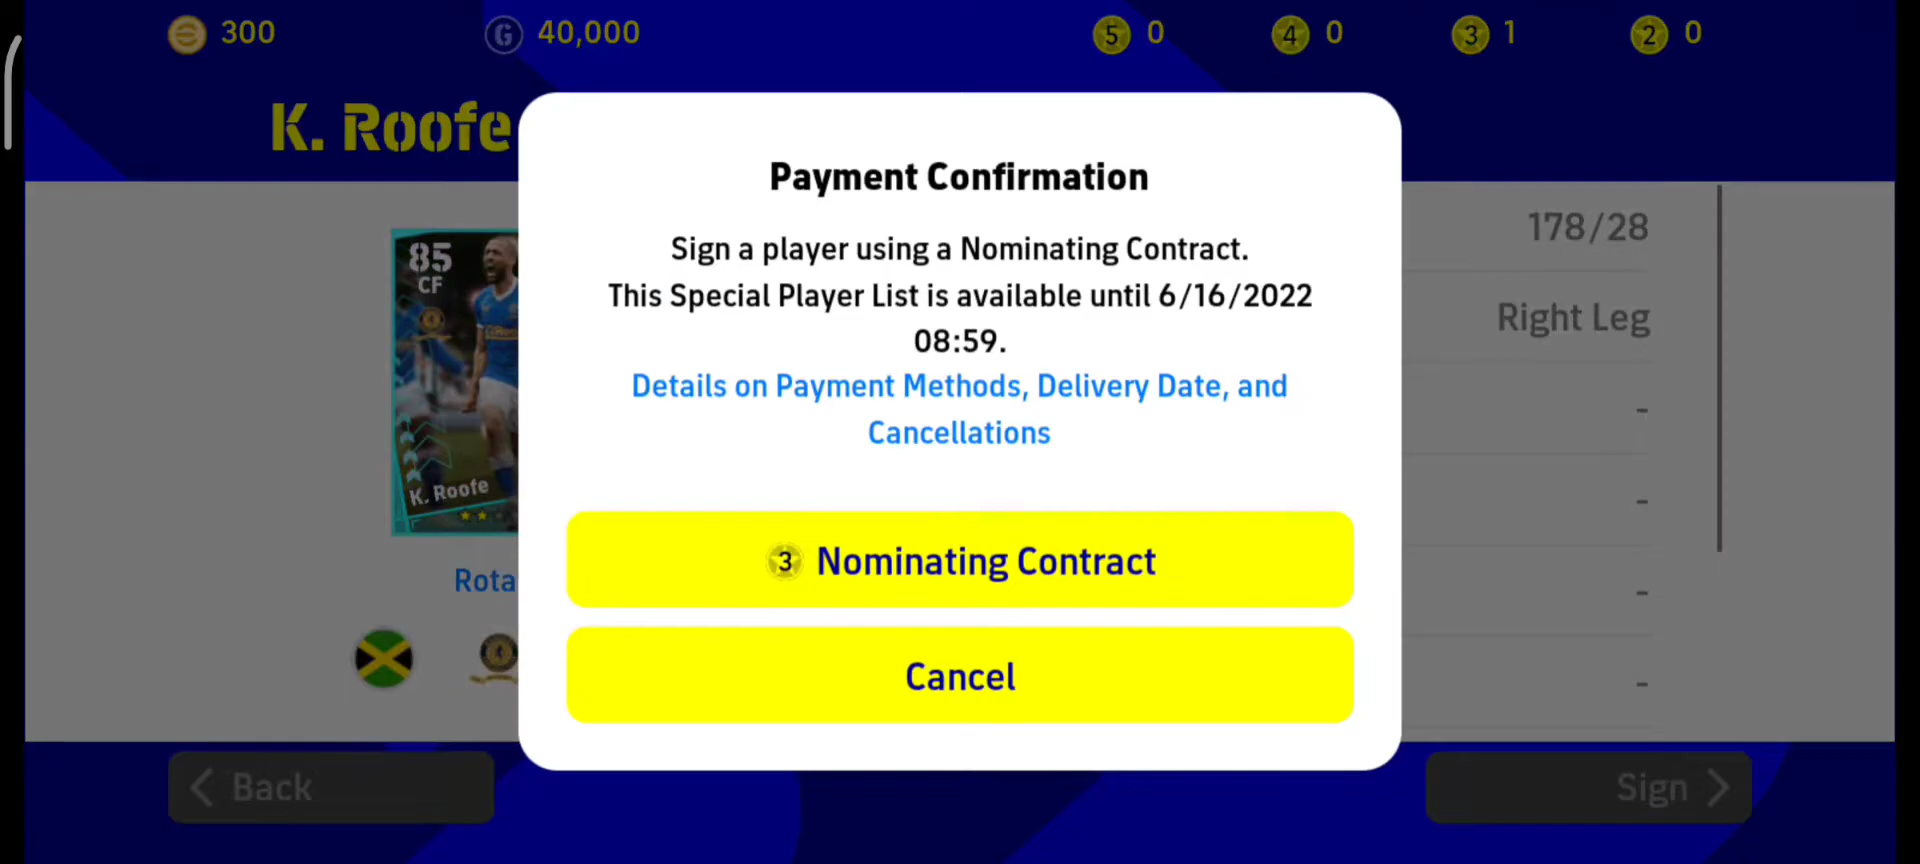 300 40,000 5 0 4 0 3 1 2 0
K. Roofe
Payment Confirmation
Sign a player using a Nominating Contract.
This Special Player List is available until 6/16/2022
08:59.
Details on Payment Methods, Delivery Date, and
Cancellations
3 Nominating Contract
Cancel
85
CF
K. Roofe
Rota
178/28
Right Leg
-
-
-
-
Back
Sign